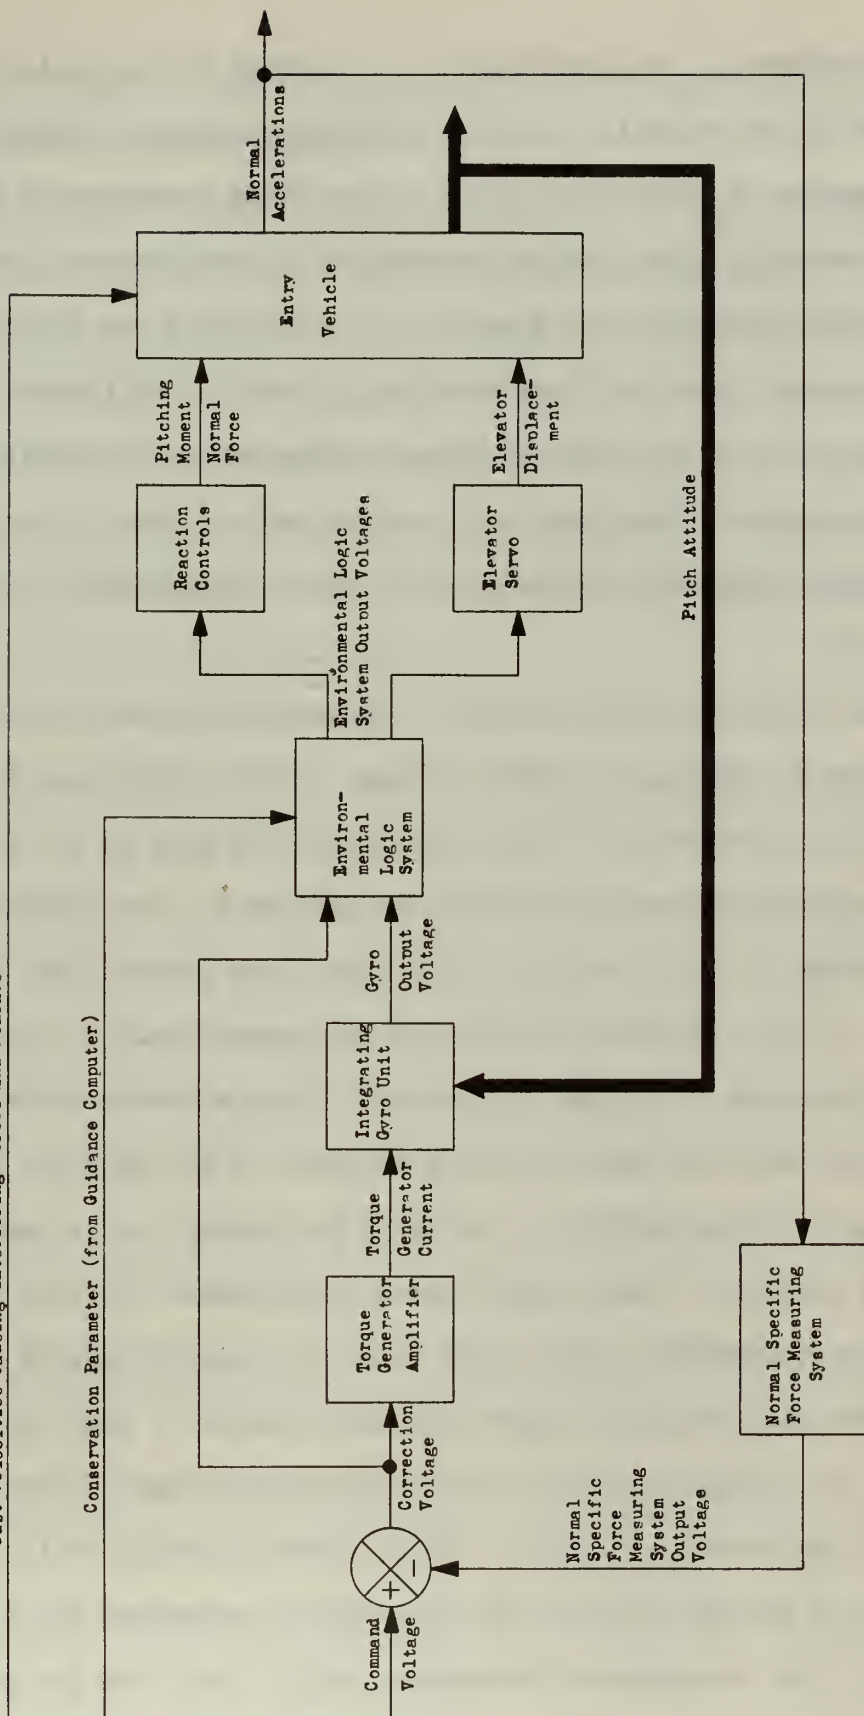 Conservation Parameter (from Guidance Computer)
Command
Voltage
+
-
Correction
Voltage
Torque
Generator
Amplifier
Torque
Generator
Current
Integrating
Gyro Unit
Gyro
Output
Voltage
Environ-
mental
Logic
System
Environmental Logic
System Output Voltages
Reaction
Controls
Elevator
Servo
Pitching
Moment
Normal
Force
Elevator
Displace-
ment
Entry
Vehicle
Normal
Accelerations
Pitch Attitude
Normal Specific
Force Measuring
System
Normal
Specific
Force
Measuring
System
Output
Voltage